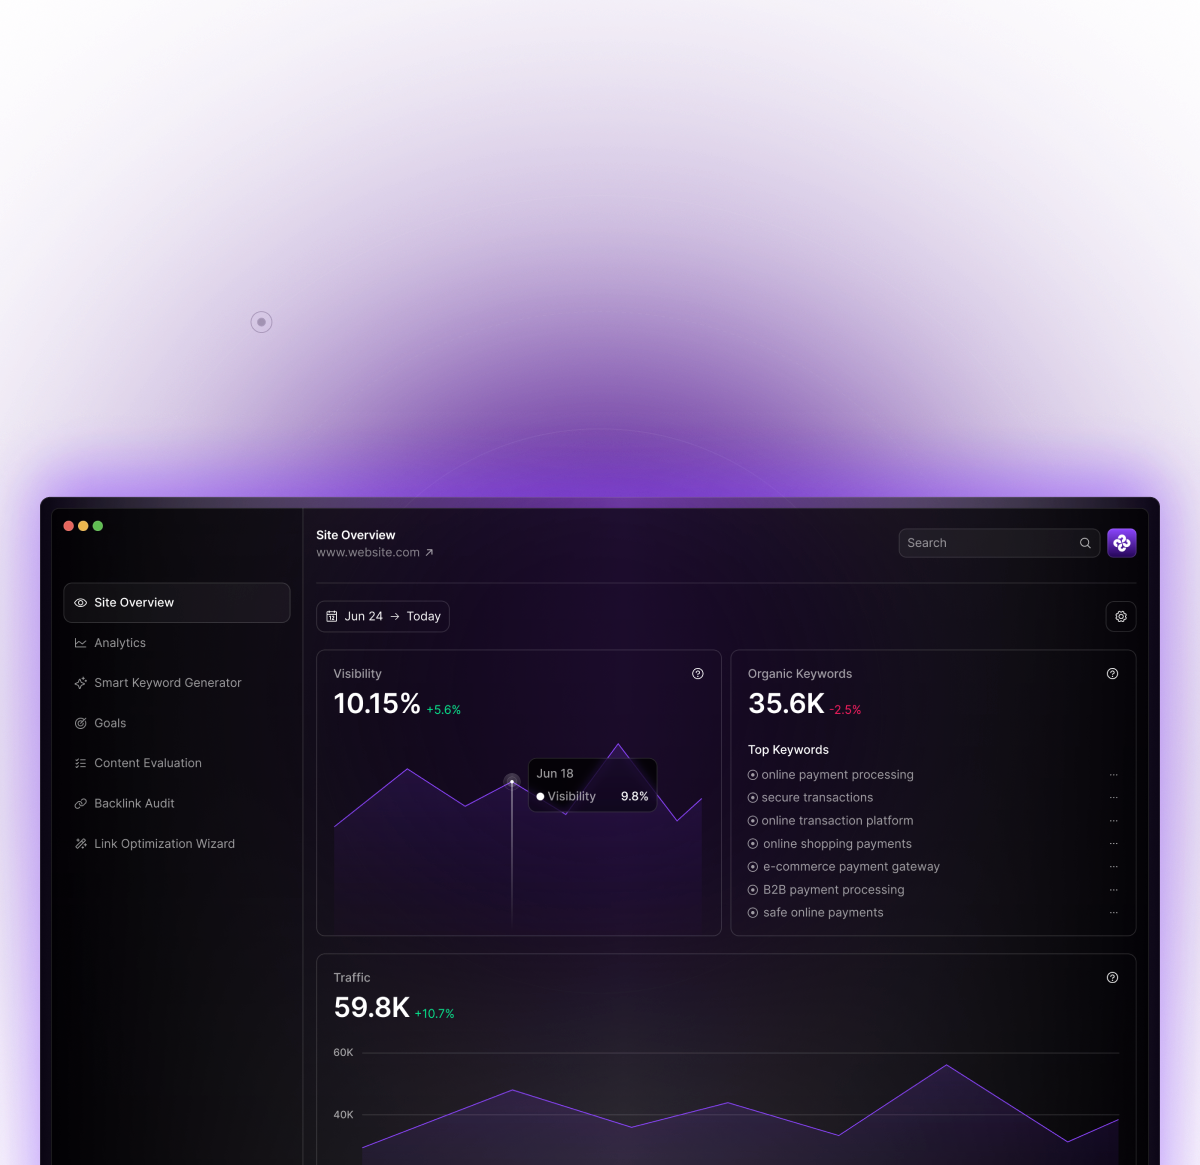 Site Overview
www.website.com
Search
Site Overview
Analytics
Smart Keyword Generator
Goals
Content Evaluation
Backlink Audit
Link Optimization Wizard
12
Jun 24 → Today
Visibility
10.15% +5.6%
Jun 18
Visibility 9.8%
Organic Keywords
35.6K -2.5%
Top Keywords
online payment processing
secure transactions
online transaction platform
online shopping payments
e-commerce payment gateway
B2B payment processing
safe online payments
Traffic
59.8K +10.7%
60K
40K